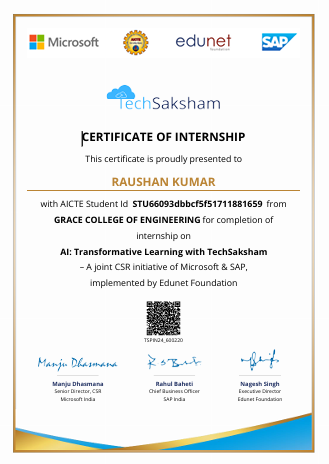 Microsoft
edunet
foundation
SAP
TechSaksham
CERTIFICATE OF INTERNSHIP
This certificate is proudly presented to
RAUSHAN KUMAR
with AICTE Student Id STU66093dbbcf5f51711881659 from
GRACE COLLEGE OF ENGINEERING for completion of
internship on
AI: Transformative Learning with TechSaksham
– A joint CSR initiative of Microsoft & SAP,
implemented by Edunet Foundation
TSPIN24_600220
Manju Dhasmana
Manju Dhasmana Rahul Baheti Nagesh Singh
Senior Director, CSR Chief Business Officer Executive Director
Microsoft India SAP India Edunet Foundation